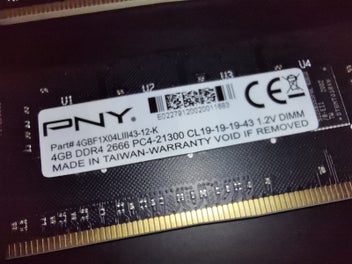 U1
U2
U3
U4
E02279120020011883
PNY
CE
Part# 4GBF1X04LIII43-12-K
4GB DDR4 2666 PC4-21300 CL19-19-19-43 1.2V DIMM
MADE IN TAIWAN-WARRANTY VOID IF REMOVED